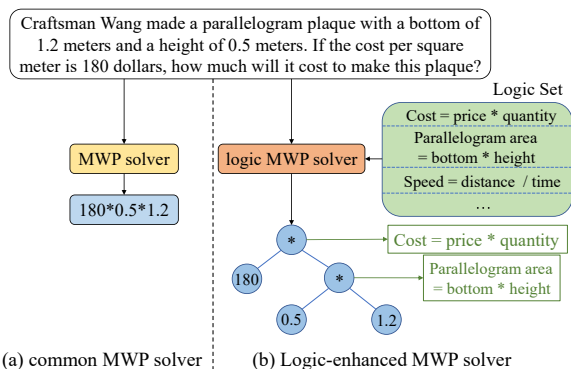 Craftsman Wang made a parallelogram plaque with a bottom of
1.2 meters and a height of 0.5 meters. If the cost per square
meter is 180 dollars, how much will it cost to make this plaque?
Logic Set
Cost = price * quantity
Parallelogram area
= bottom * height
Speed = distance / time
…
MWP solver
logic MWP solver
180*0.5*1.2
*
Cost = price * quantity
180
*
Parallelogram area
= bottom * height
0.5
1.2
(a) common MWP solver
(b) Logic-enhanced MWP solver